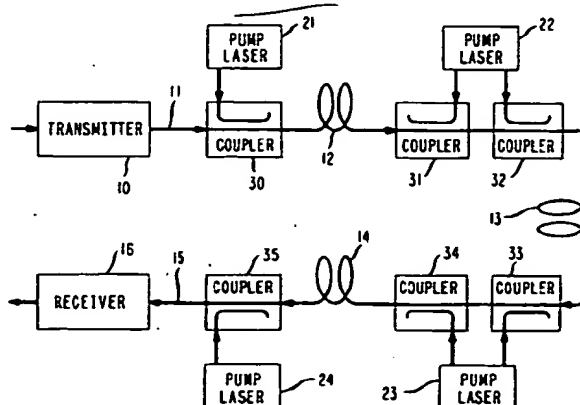 21
PUMP
LASER
22
PUMP
LASER
11
TRANSMITTER
10
COUPLER
30
12
COUPLER
31
COUPLER
32
13
16
RECEIVER
15
35
COUPLER
14
34
COUPLER
33
COUPLER
PUMP
LASER
24
23
PUMP
LASER